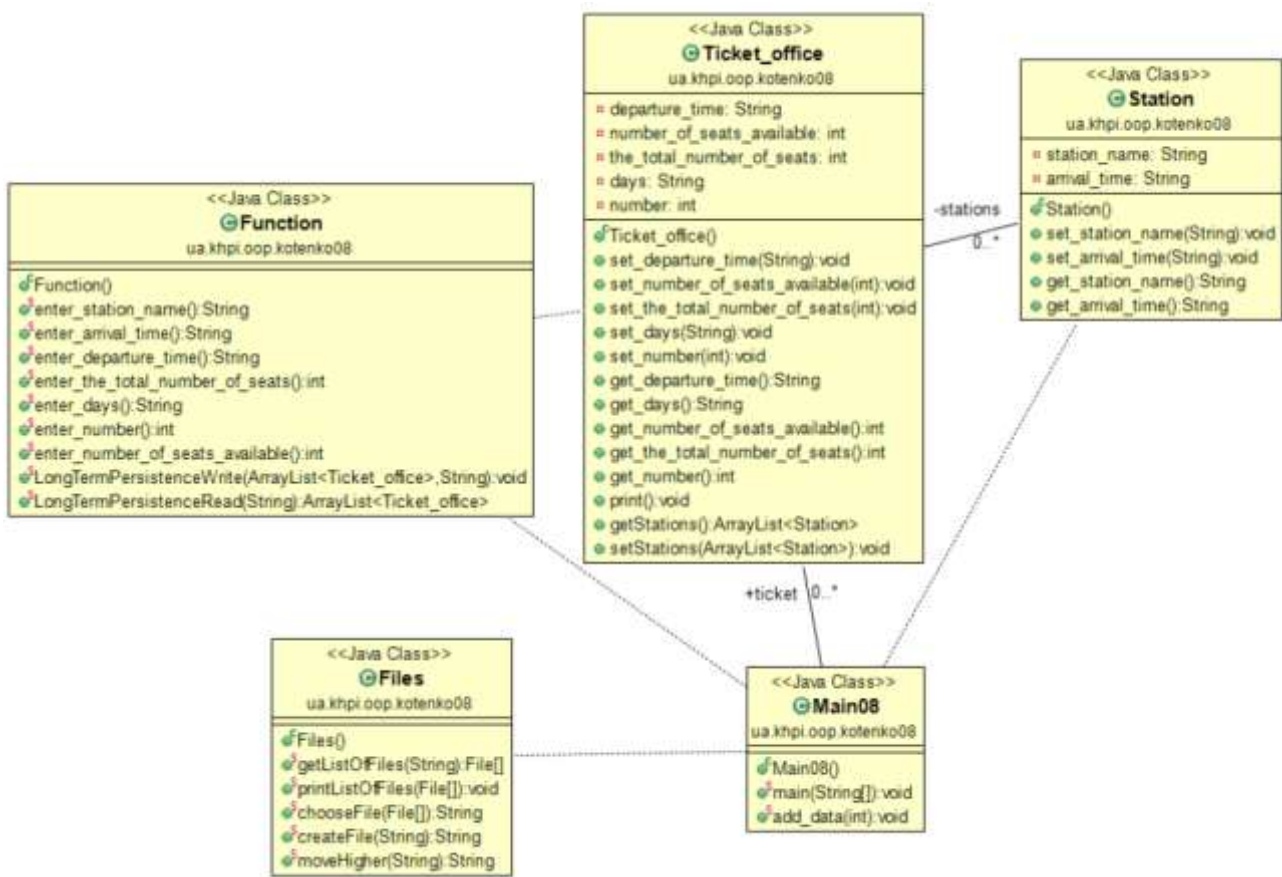 <<Java Class>>
Ticket_office
ua.khpi.oop.kotenko08
departure_time: String
number_of_seats_available: int
the_total_number_of_seats: int
days: String
number: int
Ticket_office()
set_departure_time(String):void
set_number_of_seats_available(int):void
set_the_total_number_of_seats(int):void
set_days(String):void
set_number(int):void
get_departure_time():String
get_days():String
get_number_of_seats_available():int
get_the_total_number_of_seats():int
get_number():int
print():void
getStations():ArrayList<Station>
setStations(ArrayList<Station>):void
<<Java Class>>
Station
ua.khpi.oop.kotenko08
station_name: String
arrival_time: String
Station()
set_station_name(String):void
set_arrival_time(String):void
get_station_name():String
get_arrival_time():String
-stations
0..*
<<Java Class>>
Function
ua.khpi.oop.kotenko08
Function()
enter_station_name():String
enter_arrival_time():String
enter_departure_time():String
enter_the_total_number_of_seats():int
enter_days():String
enter_number():int
enter_number_of_seats_available():int
LongTermPersistenceWrite(ArrayList<Ticket_office>,String):void
LongTermPersistenceRead(String):ArrayList<Ticket_office>
+ticket 0..*
<<Java Class>>
Files
ua.khpi.oop.kotenko08
Files()
getListOfFiles(String):File[]
printListOfFiles(File[]):void
chooseFile(File[]):String
createFile(String):String
moveHigher(String):String
<<Java Class>>
Main08
ua.khpi.oop.kotenko08
Main08()
main(String[]):void
add_data(int):void